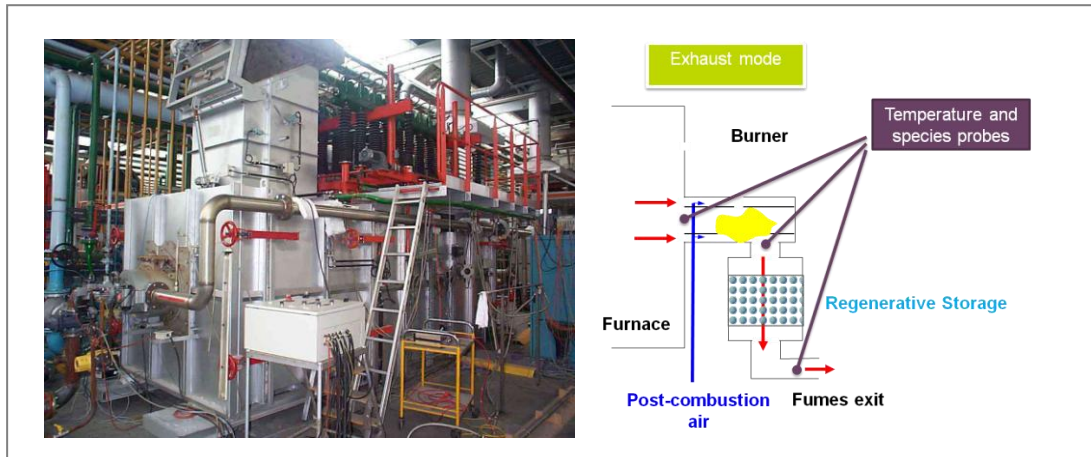 Exhaust mode
Temperature and
species probes
Burner
Regenerative Storage
Furnace
Post-combustion
air
Fumes exit